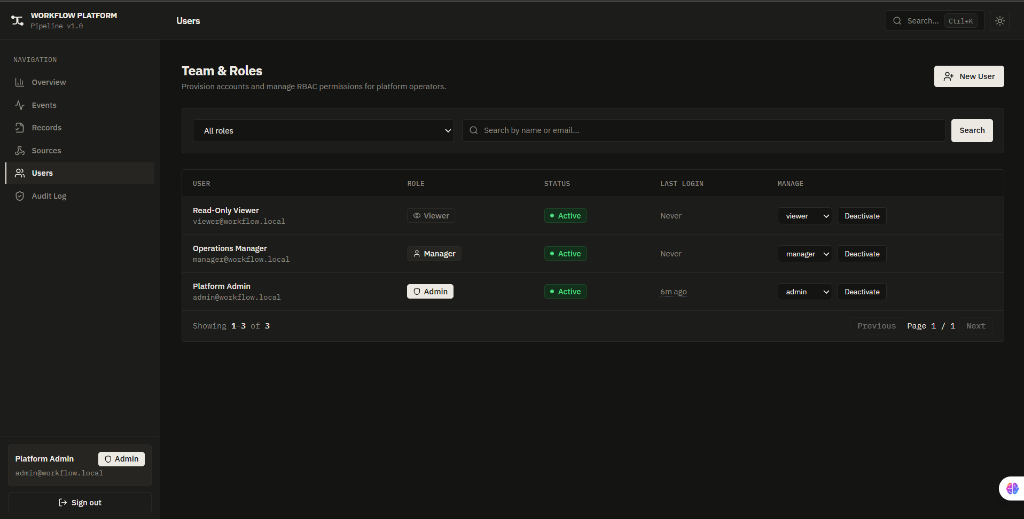 WORKFLOW PLATFORM
Pipeline v1.0
Users
Search...
Ctrl+K
NAVIGATION
Overview
Events
Records
Sources
Users
Audit Log
Team & Roles
Provision accounts and manage RBAC permissions for platform operators.
New User
All roles
Search by name or email...
Search
USER ROLE STATUS LAST LOGIN MANAGE
Read-Only Viewer
viewer@workflow.local
Viewer Active Never viewer Deactivate
Operations Manager
manager@workflow.local
Manager Active Never manager Deactivate
Platform Admin
admin@workflow.local
Admin Active 6m ago admin Deactivate
Showing 1-3 of 3
Previous Page 1 / 1 Next
Platform Admin
Admin
admin@workflow.local
Sign out